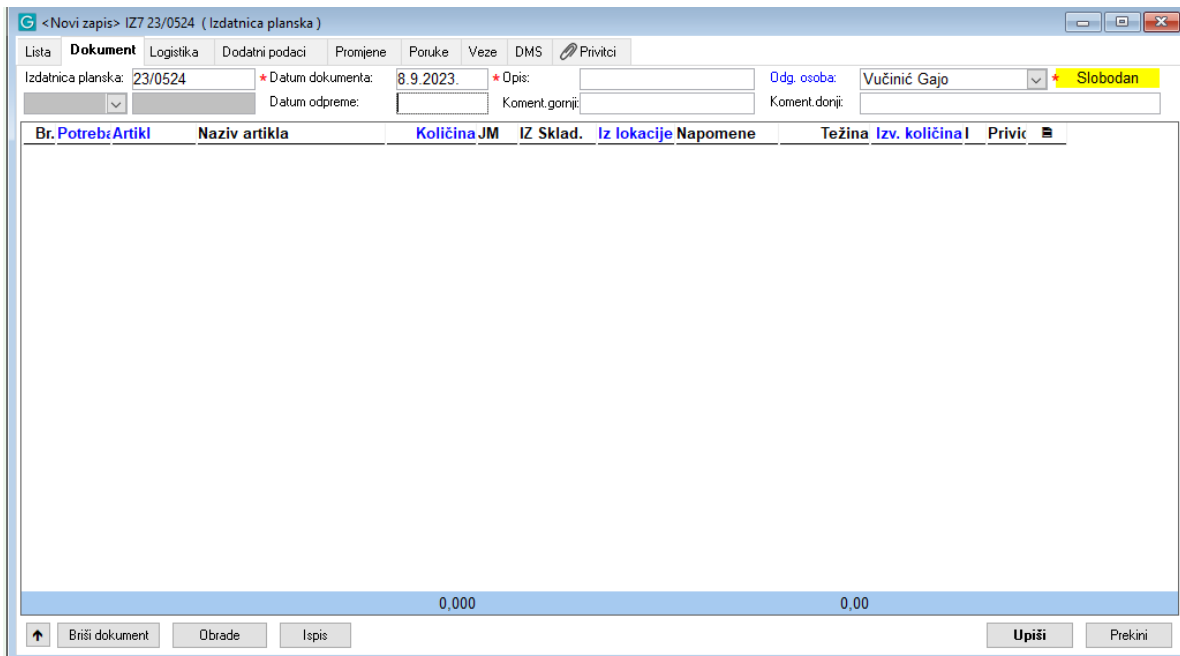 G <Novi zapis> IZ7 23/0524 ( Izdatnica planska )
Lista Dokument Logistika Dodatni podaci Promjene Poruke Veze DMS Privitci
Izdatnica planska: 23/0524 * Datum dokumenta: 8.9.2023. * Opis: Odg. osoba: Vučinić Gajo * Slobodan
Datum odpreme: Koment.gornji: Koment.donji:
Br. Potreba Artikl Naziv artikla Količina JM IZ Sklad. Iz lokacije Napomene Težina Izv. količina I Privic
0,000 0,00
Briši dokument Obrade Ispis Upiši Prekini